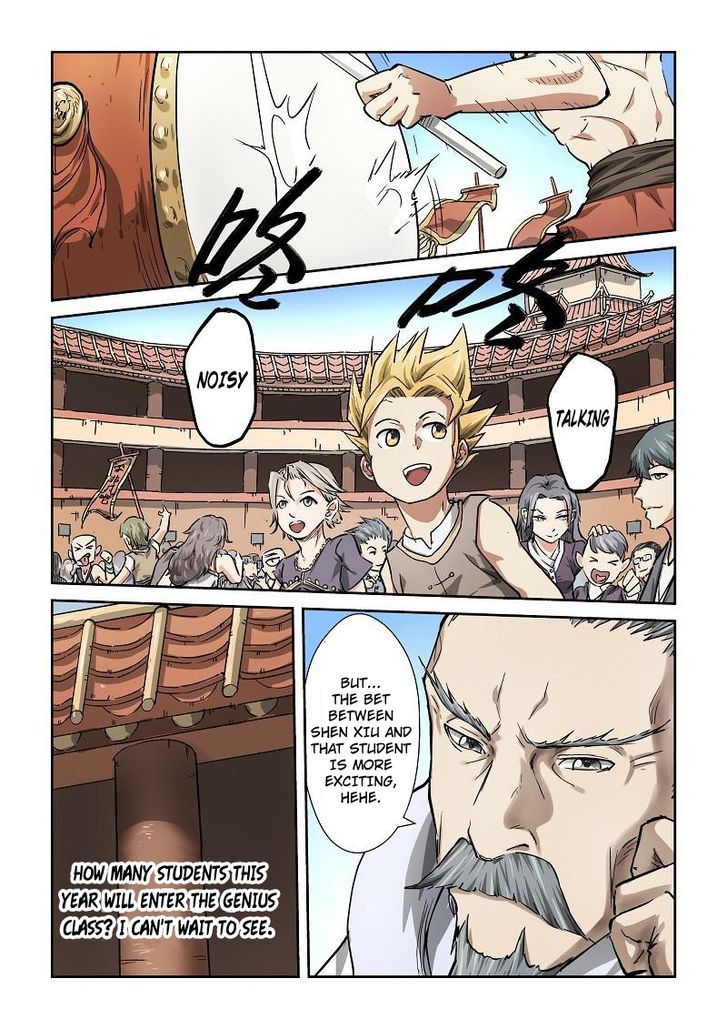 咚
咚
NOISY
TALKING
HOW MANY STUDENTS THIS
YEAR WILL ENTER THE GENIUS
CLASS? I CAN'T WAIT TO SEE.
BUT...
THE BET
BETWEEN
SHEN XIU AND
THAT STUDENT
IS MORE
EXCITING,
HEHE.